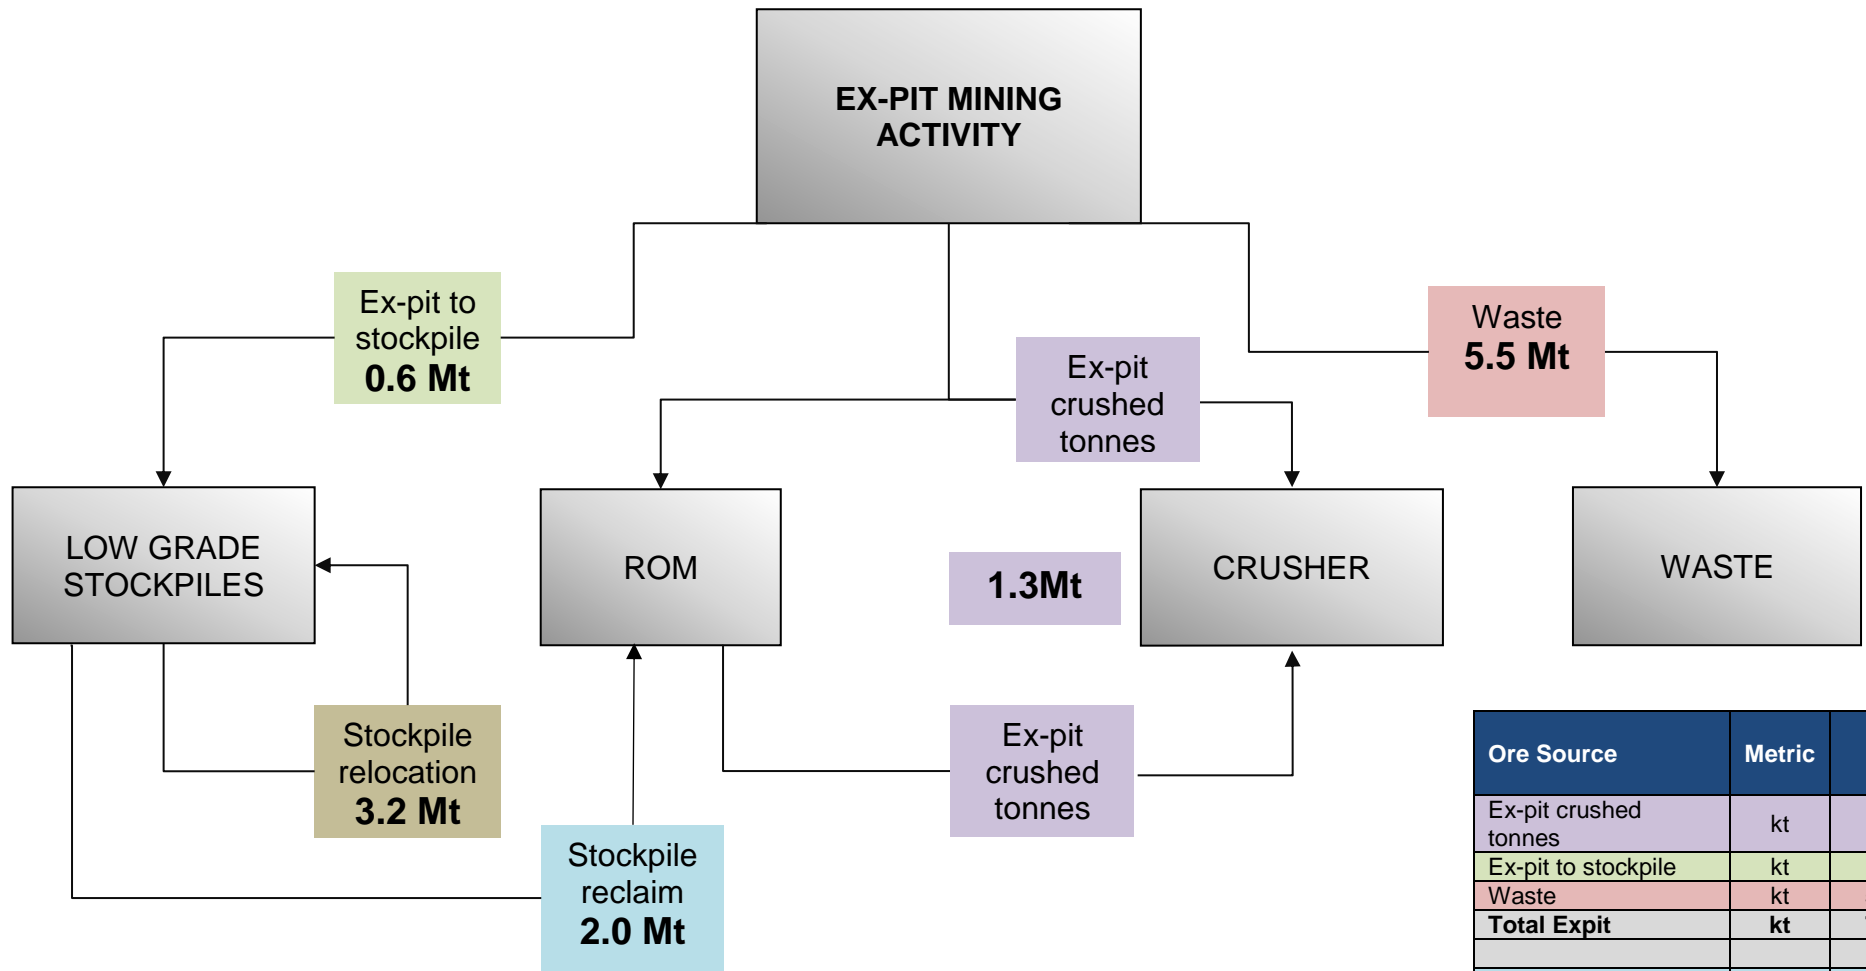 EX-PIT MINING
ACTIVITY
Ex-pit to
stockpile
0.6 Mt
Waste
5.5 Mt
Ex-pit
crushed
tonnes
LOW GRADE
STOCKPILES
ROM
1.3Mt
CRUSHER
WASTE
Stockpile
relocation
3.2 Mt
Ex-pit
crushed
tonnes
Stockpile
reclaim
2.0 Mt
Ore Source Metric
Ex-pit crushed
tonnes kt
Ex-pit to stockpile kt
Waste kt
Total Expit kt